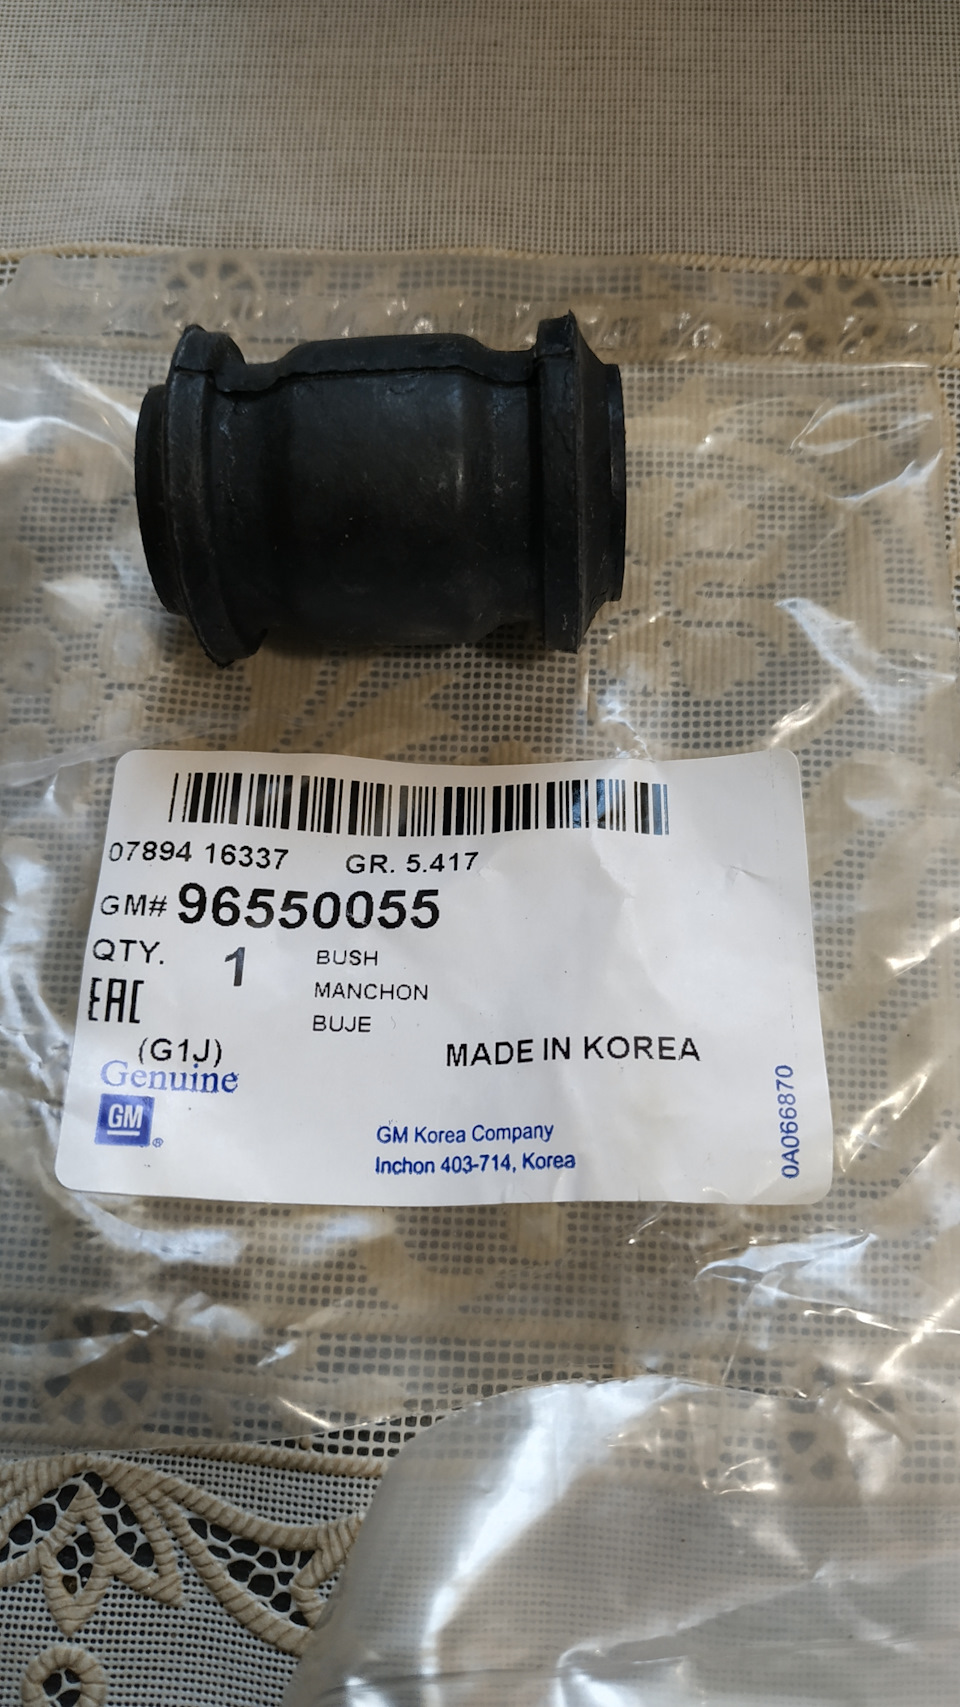 07894 16337 GR. 5.417
GM# 96550055
QTY. 1 BUSH
MANCHON
BUJE
EAC
(G1J)
MADE IN KOREA
Genuine
GM ®
GM Korea Company
Inchon 403-714, Korea
0A066870